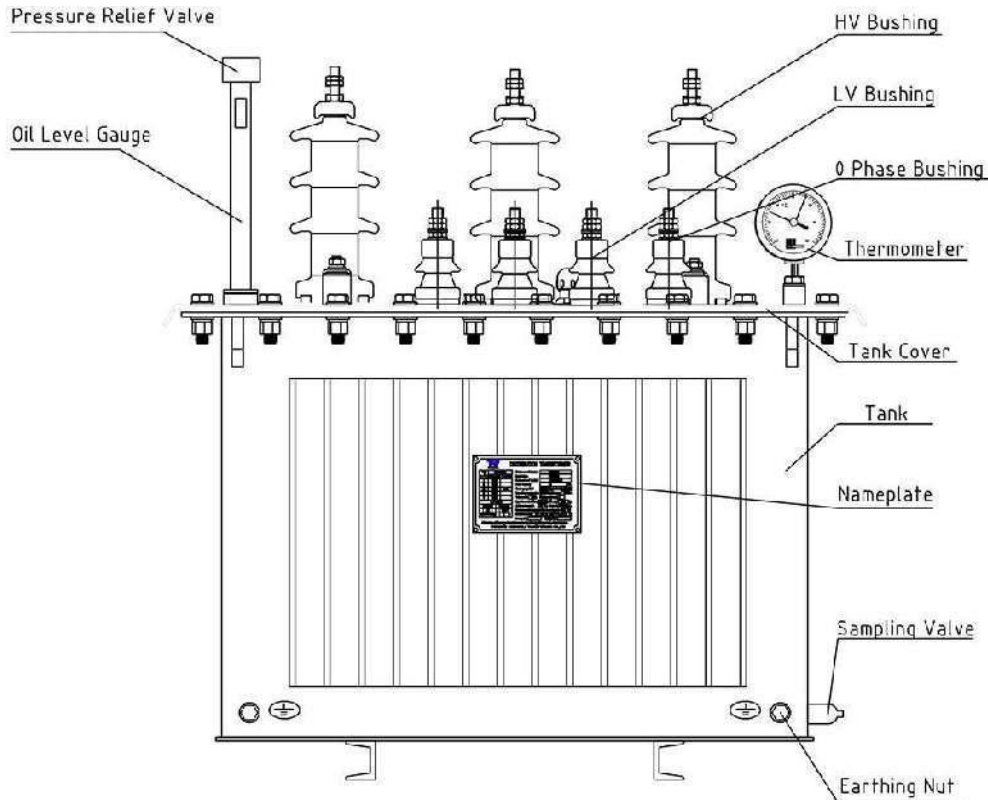 Pressure Relief Valve
HV Bushing
LV Bushing
Oil Level Gauge
0 Phase Bushing
Thermometer
Tank Cover
Tank
Nameplate
Sampling Valve
Earthing Nut